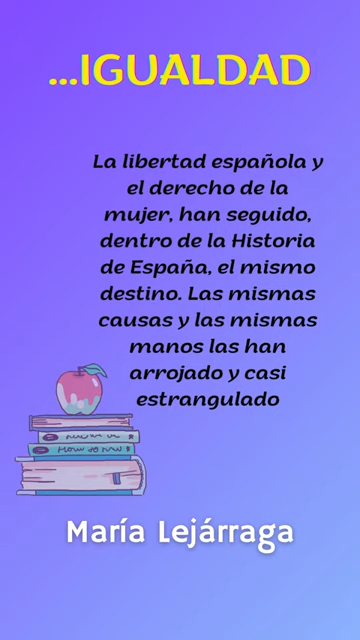 ...IGUALDAD
La libertad española y
el derecho de la
mujer, han seguido,
dentro de la Historia
de España, el mismo
destino. Las mismas
causas y las mismas
manos las han
arrojado y casi
estrangulado
María Lejárraga